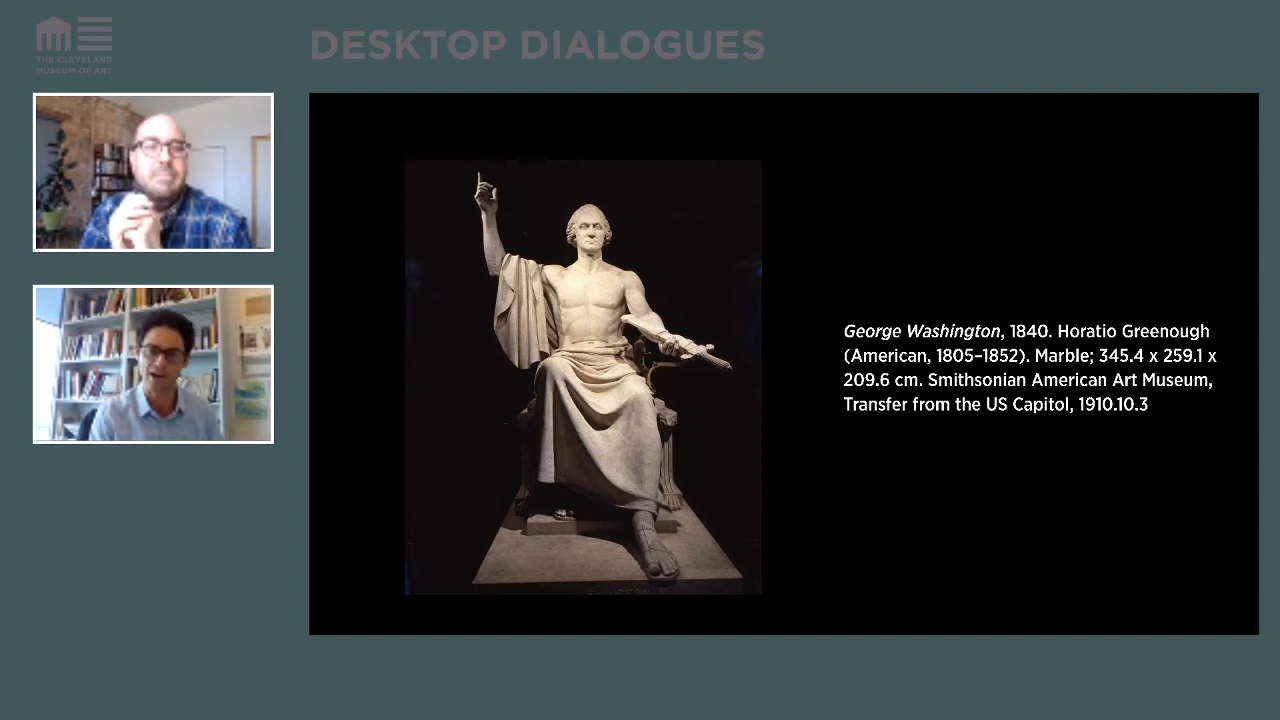 THE CLEVELAND
MUSEUM OF ART
DESKTOP DIALOGUES
George Washington, 1840. Horatio Greenough
(American, 1805–1852). Marble; 345.4 x 259.1 x
209.6 cm. Smithsonian American Art Museum,
Transfer from the US Capitol, 1910.10.3